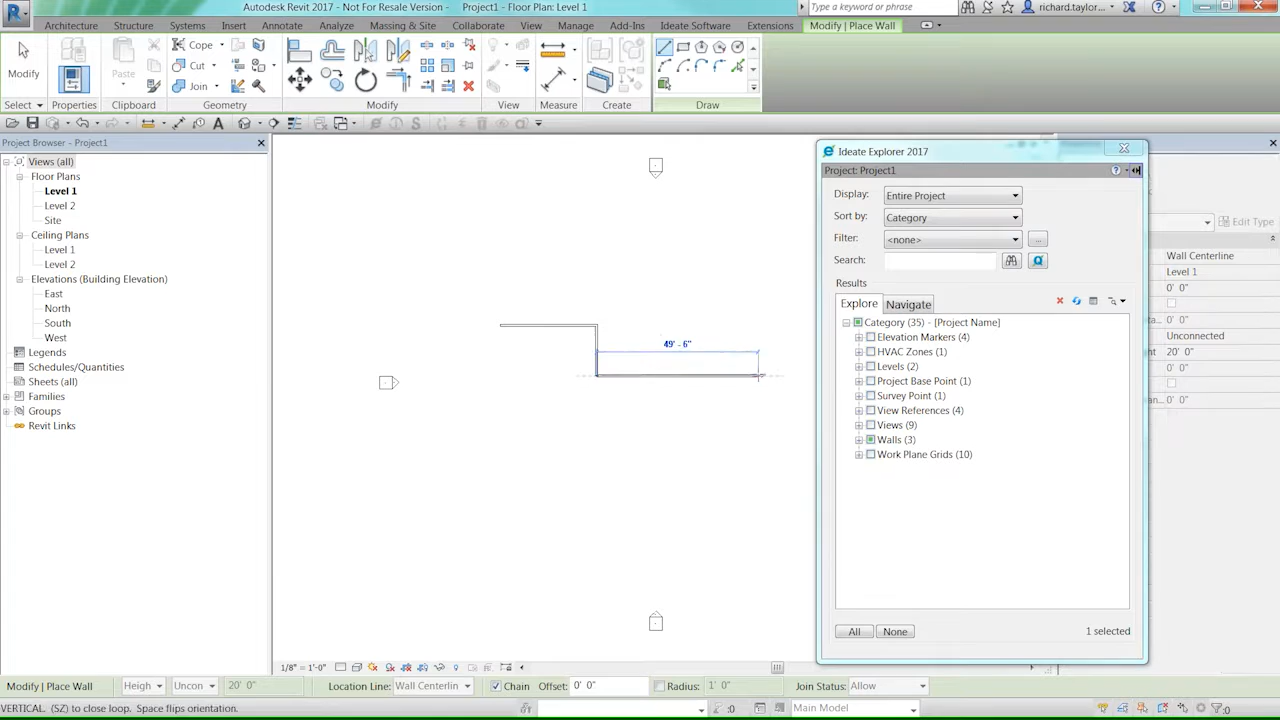 Autodesk Revit 2017 - Not For Resale Version - Project1 - Floor Plan: Level 1
Type a keyword or phrase
richard.taylor...
Architecture Structure Systems Insert Annotate Analyze Massing & Site Collaborate View Manage Add-Ins Ideate Software Extensions Modify | Place Wall
Modify
Paste
Cope
Cut
Join
Select Properties Clipboard Geometry Modify View Measure Create Draw
Project Browser - Project1
Views (all)
Floor Plans
Level 1
Level 2
Site
Ceiling Plans
Level 1
Level 2
Elevations (Building Elevation)
East
North
South
West
Legends
Schedules/Quantities
Sheets (all)
Families
Groups
Revit Links
49' - 6"
Ideate Explorer 2017
Project: Project1
Display: Entire Project
Sort by: Category
Filter: <none> ...
Search:
Results
Explore Navigate
Category (35) - [Project Name]
Elevation Markers (4)
HVAC Zones (1)
Levels (2)
Project Base Point (1)
Survey Point (1)
View References (4)
Views (9)
Walls (3)
Work Plane Grids (10)
All None 1 selected
Edit Type
Wall Centerline
Level 1
0' 0"
0' 0"
Unconnected
20' 0"
0' 0"
0' 0"
1/8" = 1'-0"
Modify | Place Wall Heigh Uncon 20' 0" Location Line: Wall Centerlin Chain Offset: 0' 0" Radius: 1' 0" Join Status: Allow
VERTICAL. (SZ) to close loop. Space flips orientation. :0 Main Model :0